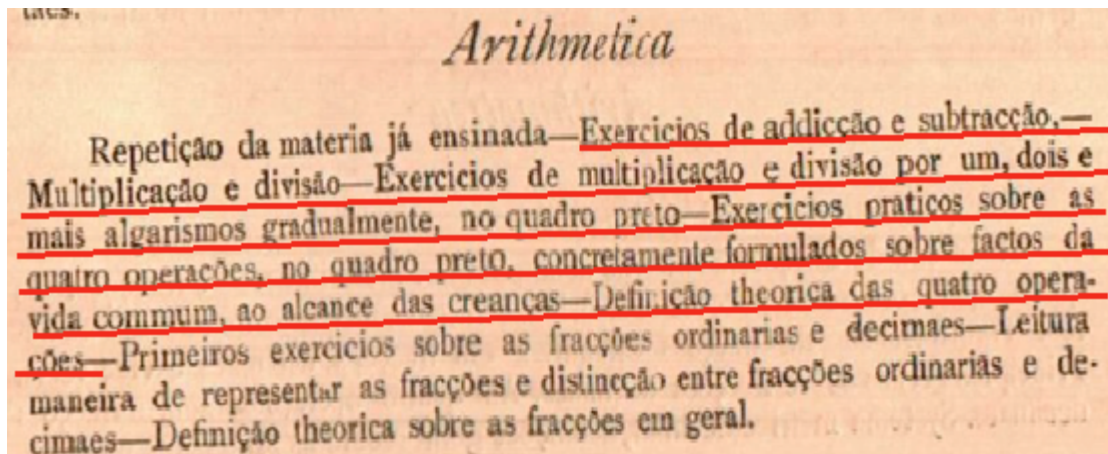 taes.
Arithmetica
Repetição da materia já ensinada—Exercicios de addicção e subtracção,—
Multiplicação e divisão—Exercicios de multiplicação e divisão por um, dois e
mais algarismos gradualmente, no quadro preto—Exercicios práticos sobre as
quatro operações, no quadro preto, concretamente formulados sobre factos da
vida commum, ao alcance das creanças—Definição theorica das quatro opera-
ções—Primeiros exercicios sobre as fracções ordinarias e decimaes—Leitura
maneira de representar as fracções e distincção entre fracções ordinarias e de-
cimaes—Definição theorica sobre as fracções em geral.